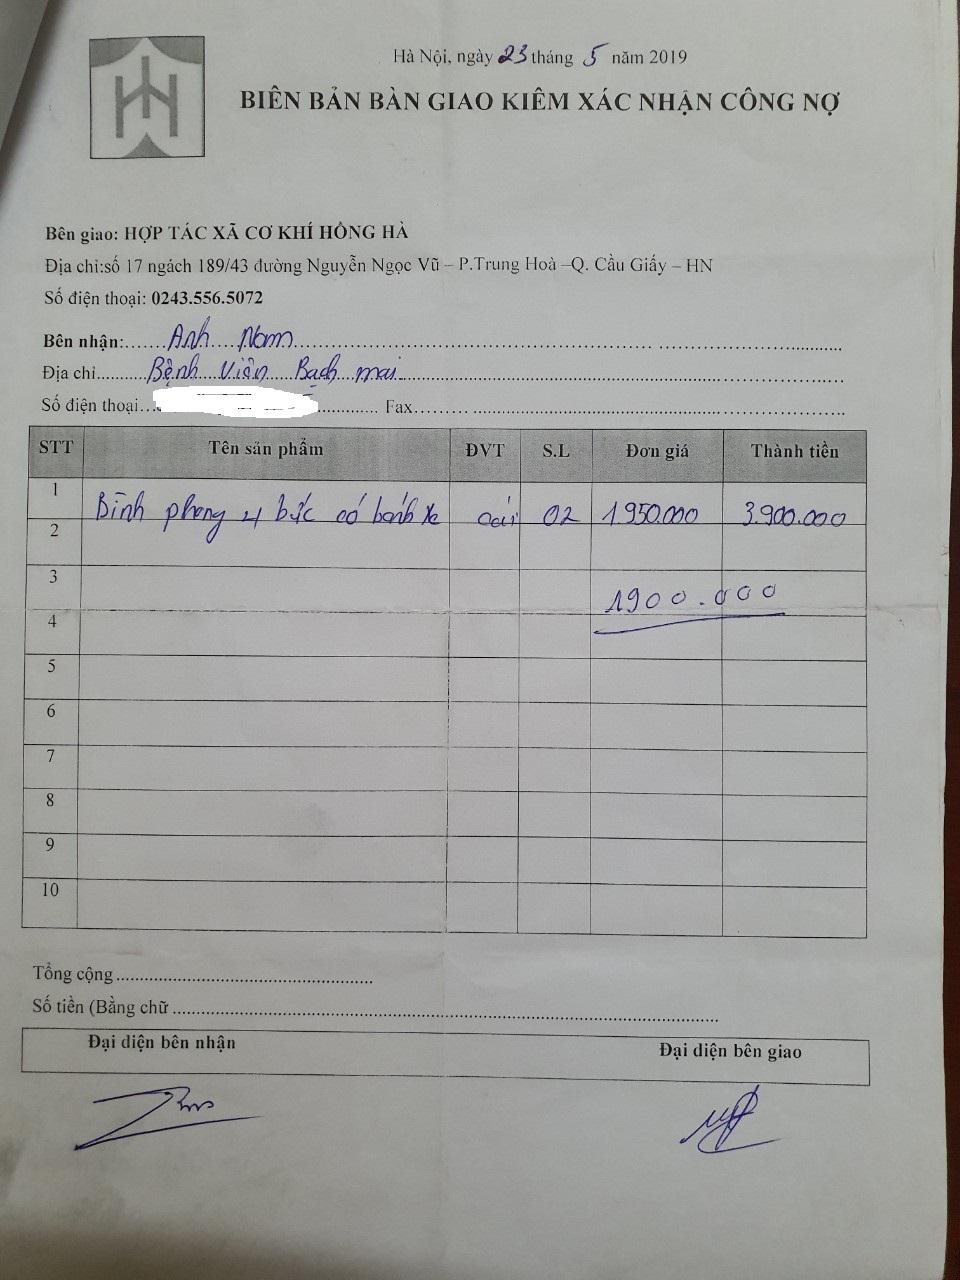 Hà Nội, ngày 23 tháng 5 năm 2019
BIÊN BẢN BÀN GIAO KIÊM XÁC NHẬN CÔNG NỢ
Bên giao: HỢP TÁC XÃ CƠ KHÍ HỒNG HÀ
Địa chỉ:số 17 ngách 189/43 đường Nguyễn Ngọc Vũ – P.Trung Hoà –Q. Cầu Giấy – HN
Số điện thoại: 0243.556.5072
Bên nhận:......Anh Nam......
Địa chỉ.........Bệnh viện Bạch mai......
Số điện thoại...... Fax......
STT Tên sản phẩm ĐVT S.L Đơn giá Thành tiền
1 Bình phong 4 bức có bánh xe cái 02 1950.000 3.900.000
2
3 1900.000
4
5
6
7
8
9
10
Tổng cộng......
Số tiền (Bằng chữ......
Đại diện bên nhận Đại diện bên giao